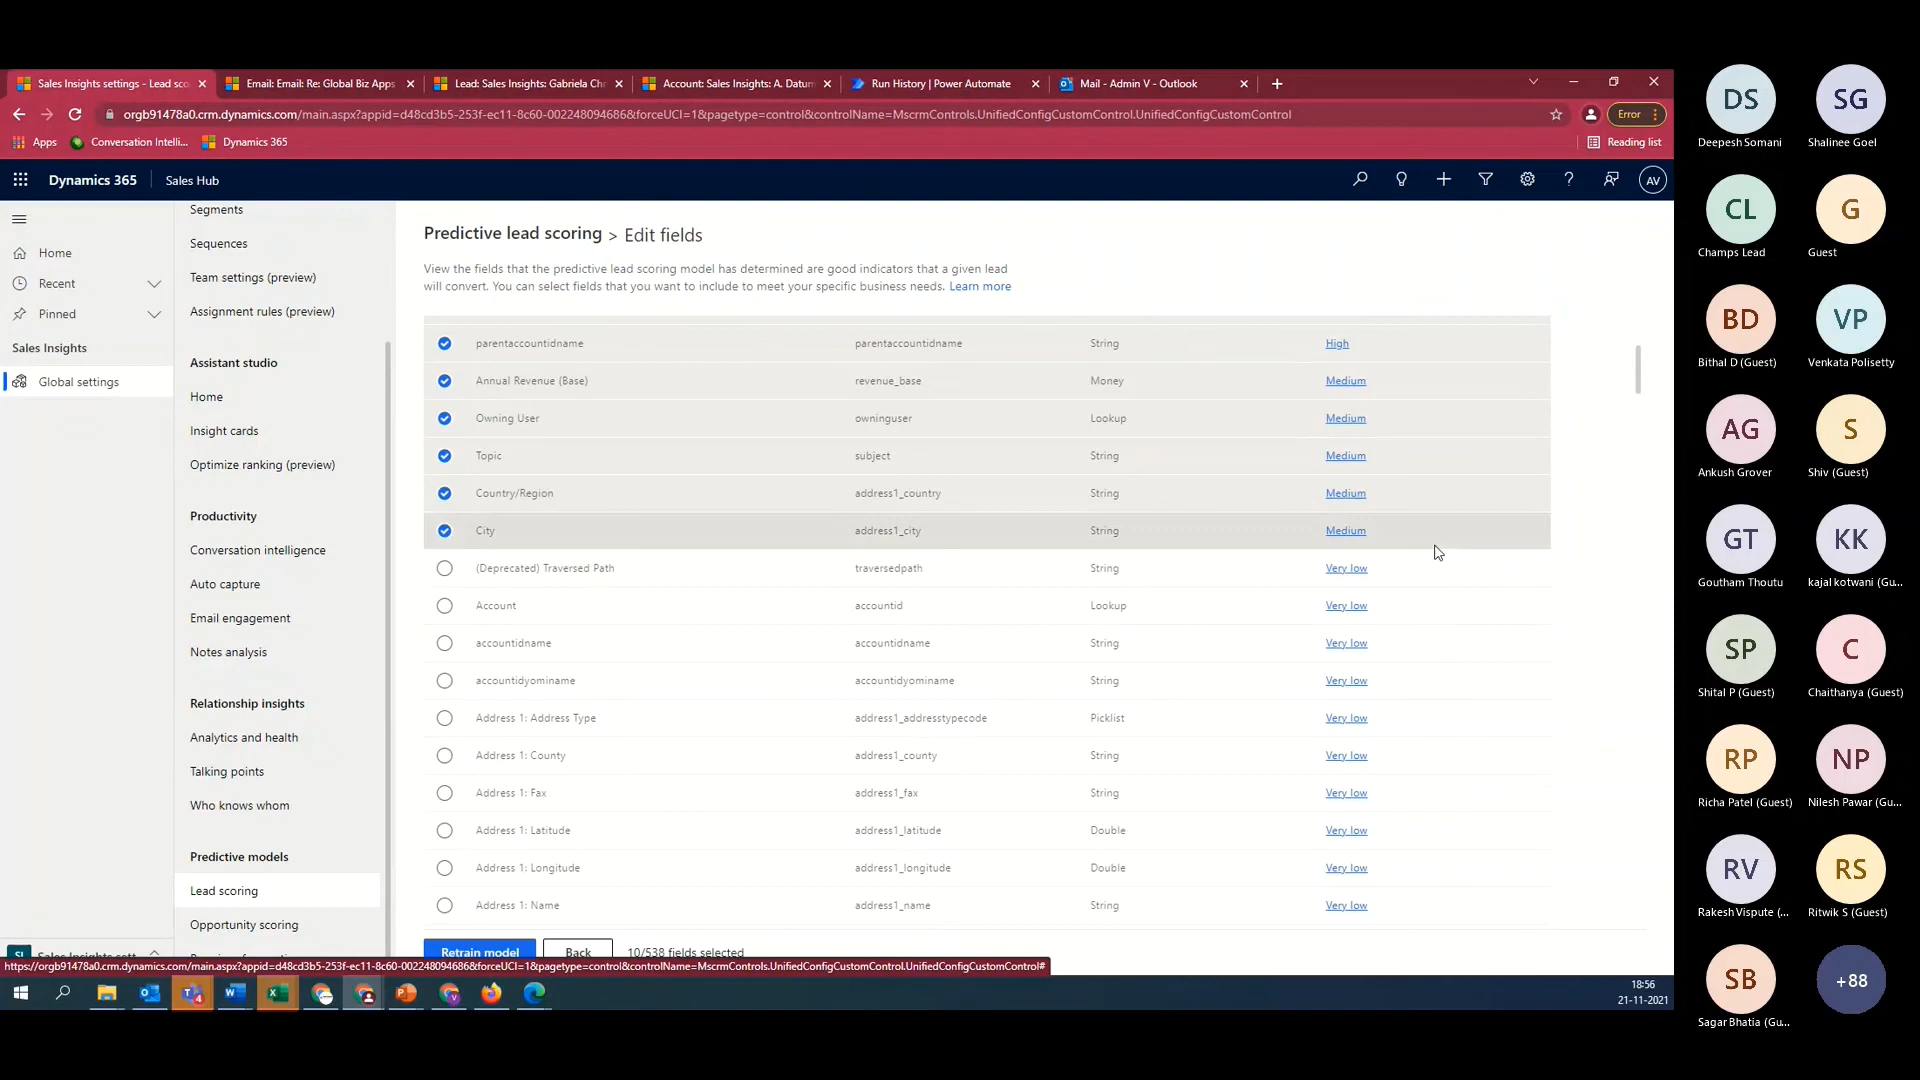 Sales Insights settings - Lead sco
Email: Email: Re: Global Biz Apps
Lead: Sales Insights: Gabriela Chr
Account: Sales Insights: A. Datum
Run History | Power Automate
Mail - Admin V - Outlook
orgb91478a0.crm.dynamics.com/main.aspx?appid=d48cd3b5-253f-ec11-8c60-002248094686&forceUCI=1&pagetype=control&controlName=MscrmControls.UnifiedConfigCustomControl.UnifiedConfigCustomControl
Error
Apps
Conversation Intelli...
Dynamics 365
Reading list
Dynamics 365
Sales Hub
AV
Home
Recent
Pinned
Sales Insights
Global settings
Segments
Sequences
Team settings (preview)
Assignment rules (preview)
Assistant studio
Home
Insight cards
Optimize ranking (preview)
Productivity
Conversation intelligence
Auto capture
Email engagement
Notes analysis
Relationship insights
Analytics and health
Talking points
Who knows whom
Predictive models
Lead scoring
Opportunity scoring
Predictive lead scoring > Edit fields
View the fields that the predictive lead scoring model has determined are good indicators that a given lead
will convert. You can select fields that you want to include to meet your specific business needs. Learn more
parentaccountidname parentaccountidname String High
Annual Revenue (Base) revenue_base Money Medium
Owning User owninguser Lookup Medium
Topic subject String Medium
Country/Region address1_country String Medium
City address1_city String Medium
(Deprecated) Traversed Path traversedpath String Very low
Account accountid Lookup Very low
accountidname accountidname String Very low
accountidyominame accountidyominame String Very low
Address 1: Address Type address1_addresstypecode Picklist Very low
Address 1: County address1_county String Very low
Address 1: Fax address1_fax String Very low
Address 1: Latitude address1_latitude Double Very low
Address 1: Longitude address1_longitude Double Very low
Address 1: Name address1_name String Very low
Retrain model
Back
10/538 fields selected
https://orgb91478a0.crm.dynamics.com/main.aspx?appid=d48cd3b5-253f-ec11-8c60-002248094686&forceUCI=1&pagetype=control&controlName=MscrmControls.UnifiedConfigCustomControl.UnifiedConfigCustomControl#
18:56
21-11-2021
DS
Deepesh Somani
SG
Shalinee Goel
CL
Champs Lead
G
Guest
BD
Bithal D (Guest)
VP
Venkata Polisetty
AG
Ankush Grover
S
Shiv (Guest)
GT
Goutham Thoutu
KK
kajal kotwani (Gu...
SP
Shital P (Guest)
C
Chaithanya (Guest)
RP
Richa Patel (Guest)
NP
Nilesh Pawar (Gu...
RV
Rakesh Vispute (...
RS
Ritwik S (Guest)
SB
Sagar Bhatia (Gu...
+88